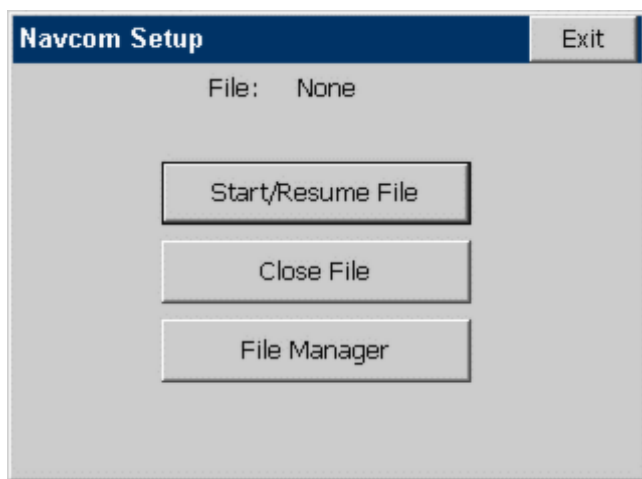 Navcom Setup Exit
File: None
Start/Resume File
Close File
File Manager